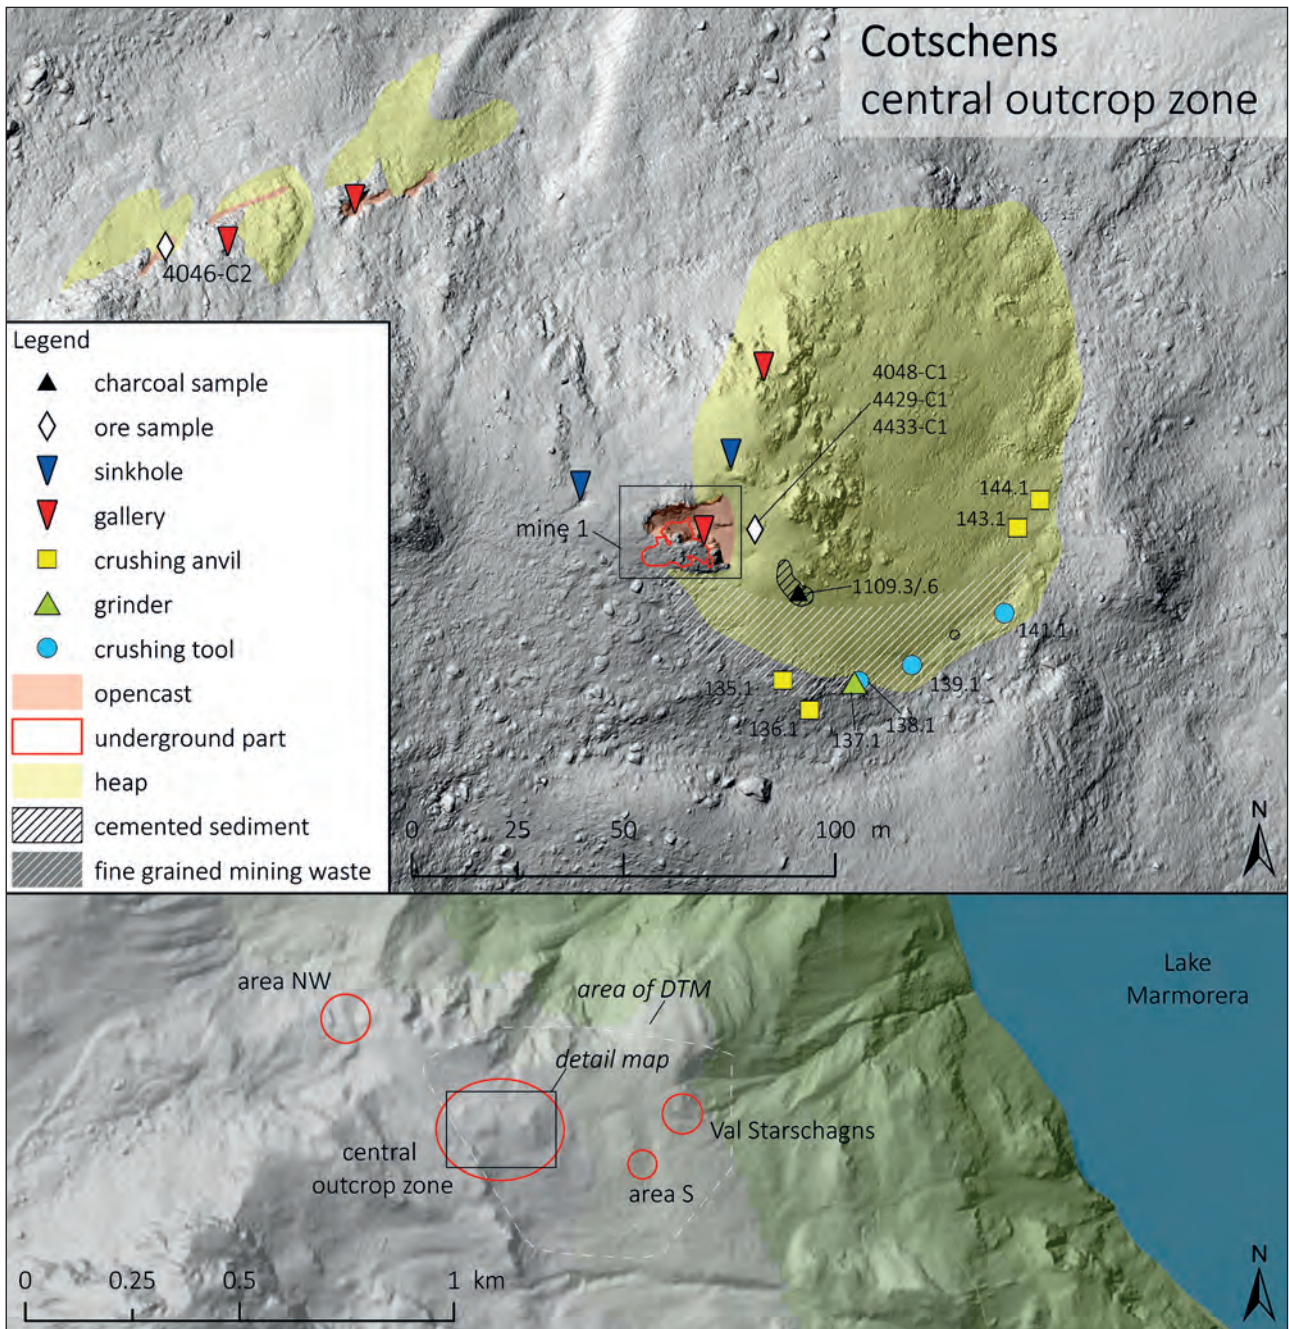 Cotschens
central outcrop zone
4046-C2
Legend
charcoal sample
ore sample
sinkhole
gallery
crushing anvil
grinder
crushing tool
opencast
underground part
heap
cemented sediment
fine grained mining waste
4048-C1
4429-C1
4433-C1
144.1
143.1
mine 1
1109.3/.6
141.1
135.1
139.1
136.1
138.1
137.1
0 25 50 100 m
N
area NW
area of DTM
Lake
Marmorera
detail map
Val Starschagns
central
outcrop zone
area S
N
0 0.25 0.5 1 km